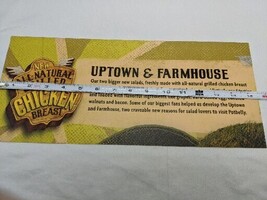 NEW
ALL-NATURAL
GRILLED
CHICKEN
BREAST
UPTOWN & FARMHOUSE
Our two bigger new salads, freshly made with all-natural grilled chicken breast
walnuts and bacon. Some of our biggest fans helped us develop the Uptown
and Farmhouse, two craveable new reasons for salad lovers to visit Potbelly.